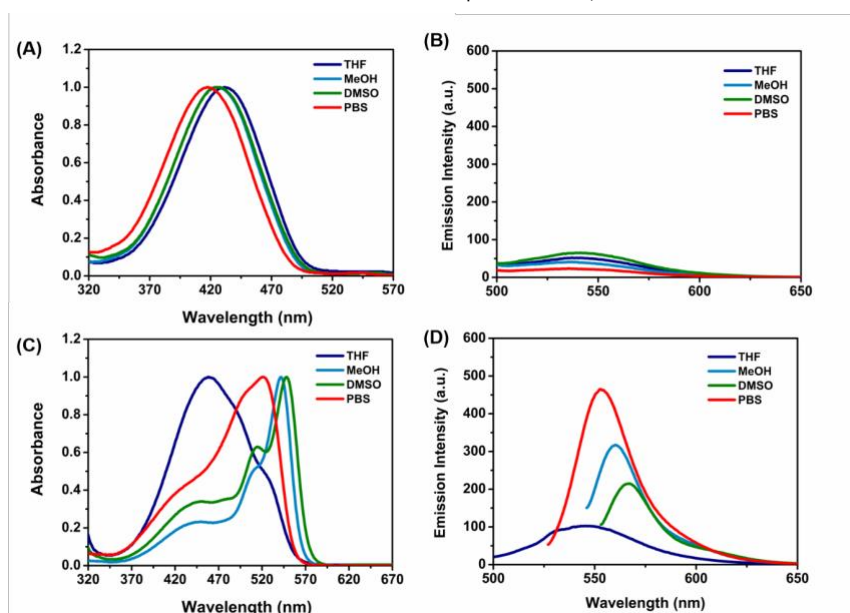 (A)
1.2
1.0
0.8
0.6
0.4
0.2
0.0
Absorbance
320
370
420
470
520
570
Wavelength (nm)
THF
MeOH
DMSO
PBS
(B)
600
500
400
300
200
100
0
Emission Intensity (a.u.)
500
550
600
650
Wavelength (nm)
THF
MeOH
DMSO
PBS
(C)
1.2
1.0
0.8
0.6
0.4
0.2
0.0
Absorbance
320
420
470
520
570
620
670
Wavelength (nm)
THF
MeOH
DMSO
PBS
(D)
600
500
400
300
200
100
0
Emission Intensity (a.u.)
500
550
600
650
Wavelength (nm)
THF
MeOH
DMSO
PBS